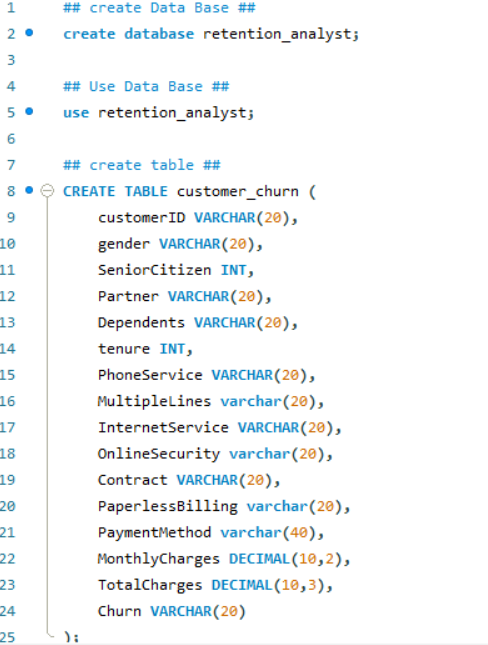 1 ## create Data Base ##
2 create database retention_analyst;
3
4 ## Use Data Base ##
5 use retention_analyst;
6
7 ## create table ##
8 CREATE TABLE customer_churn (
9 customerID VARCHAR(20),
10 gender VARCHAR(20),
11 SeniorCitizen INT,
12 Partner VARCHAR(20),
13 Dependents VARCHAR(20),
14 tenure INT,
15 PhoneService VARCHAR(20),
16 MultipleLines varchar(20),
17 InternetService VARCHAR(20),
18 OnlineSecurity varchar(20),
19 Contract VARCHAR(20),
20 PaperlessBilling varchar(20),
21 PaymentMethod varchar(40),
22 MonthlyCharges DECIMAL(10,2),
23 TotalCharges DECIMAL(10,3),
24 Churn VARCHAR(20)
25 );